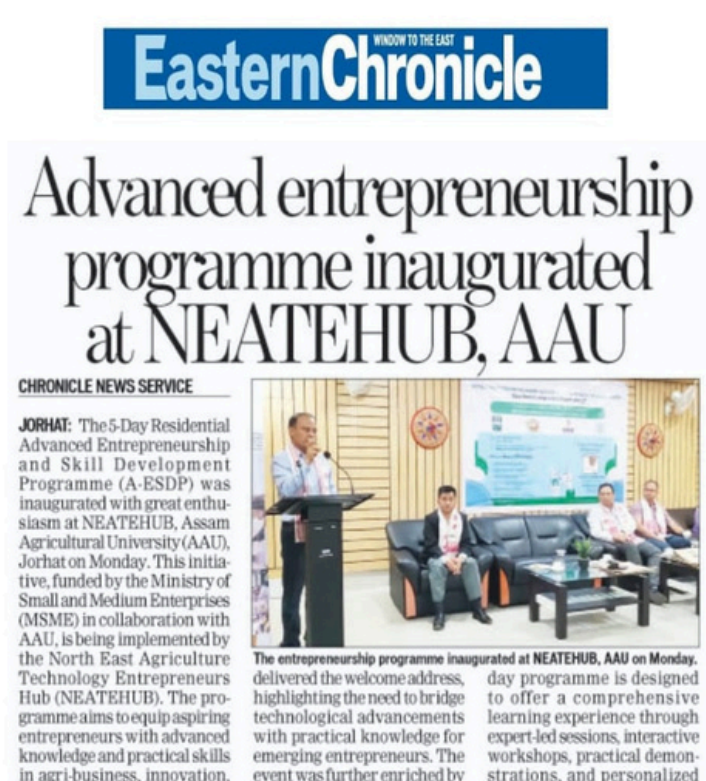 WINDOW TO THE EAST
EasternChronicle
Advanced entrepreneurship
programme inaugurated
at NEATEHUB, AAU
CHRONICLE NEWS SERVICE
JORHAT: The 5-Day Residential
Advanced Entrepreneurship
and Skill Development
Programme (A-ESDP) was
inaugurated with great enthu-
siasm at NEATEHUB, Assam
Agricultural University (AAU),
Jorhat on Monday. This initia-
tive, funded by the Ministry of
Small and Medium Enterprises
(MSME) in collaboration with
AAU, is being implemented by
the North East Agriculture
Technology Entrepreneurs
Hub (NEATEHUB). The pro-
gramme aims to equip aspiring
entrepreneurs with advanced
knowledge and practical skills
in agri-business, innovation,
The entrepreneurship programme inaugurated at NEATEHUB, AAU on Monday.
delivered the welcome address,
highlighting the need to bridge
technological advancements
with practical knowledge for
emerging entrepreneurs. The
event was further enriched by
day programme is designed
to offer a comprehensive
learning experience through
expert-led sessions, interactive
workshops, practical demon-
strations, and personalized